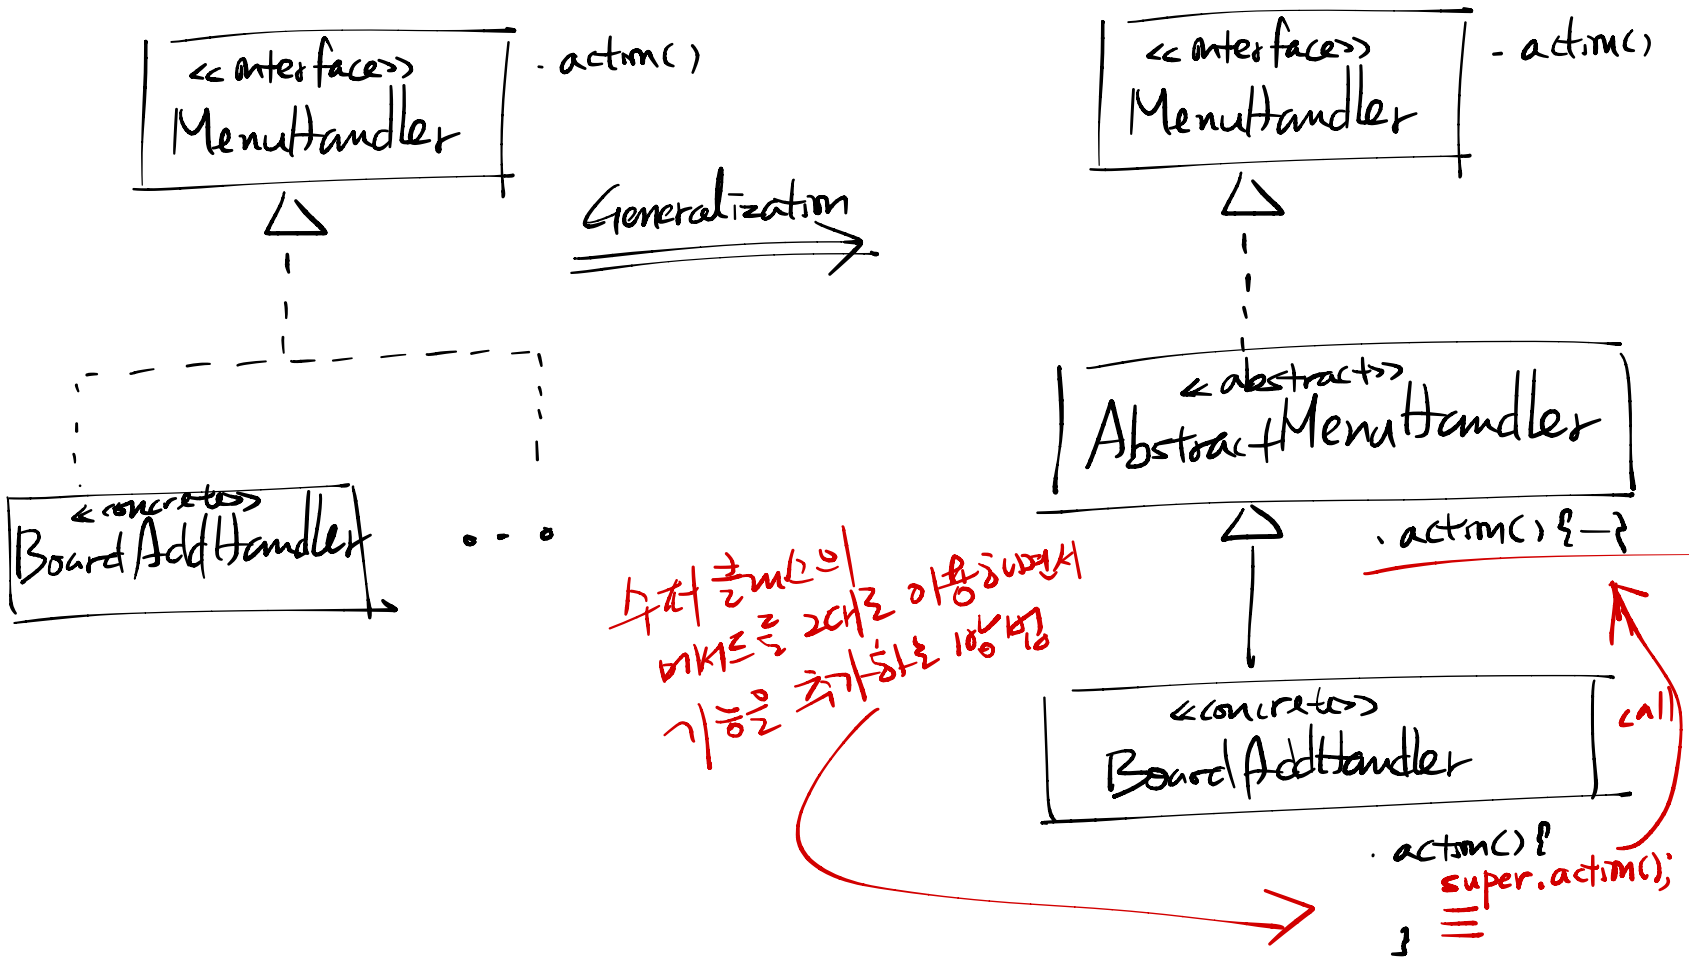 <<interface>>
MenuHandler
. action()
<<concrete>>
BoardAddHandler
...
Generalization
<<interface>>
MenuHandler
- action()
<<abstract>>
AbstractMenuHandler
. action() {—}
<<concrete>>
BoardAddHandler
call
. action() {
super.action();
}
수퍼 클래스의
메서드를 그대로 이용하면서
기능을 추가하는 방법